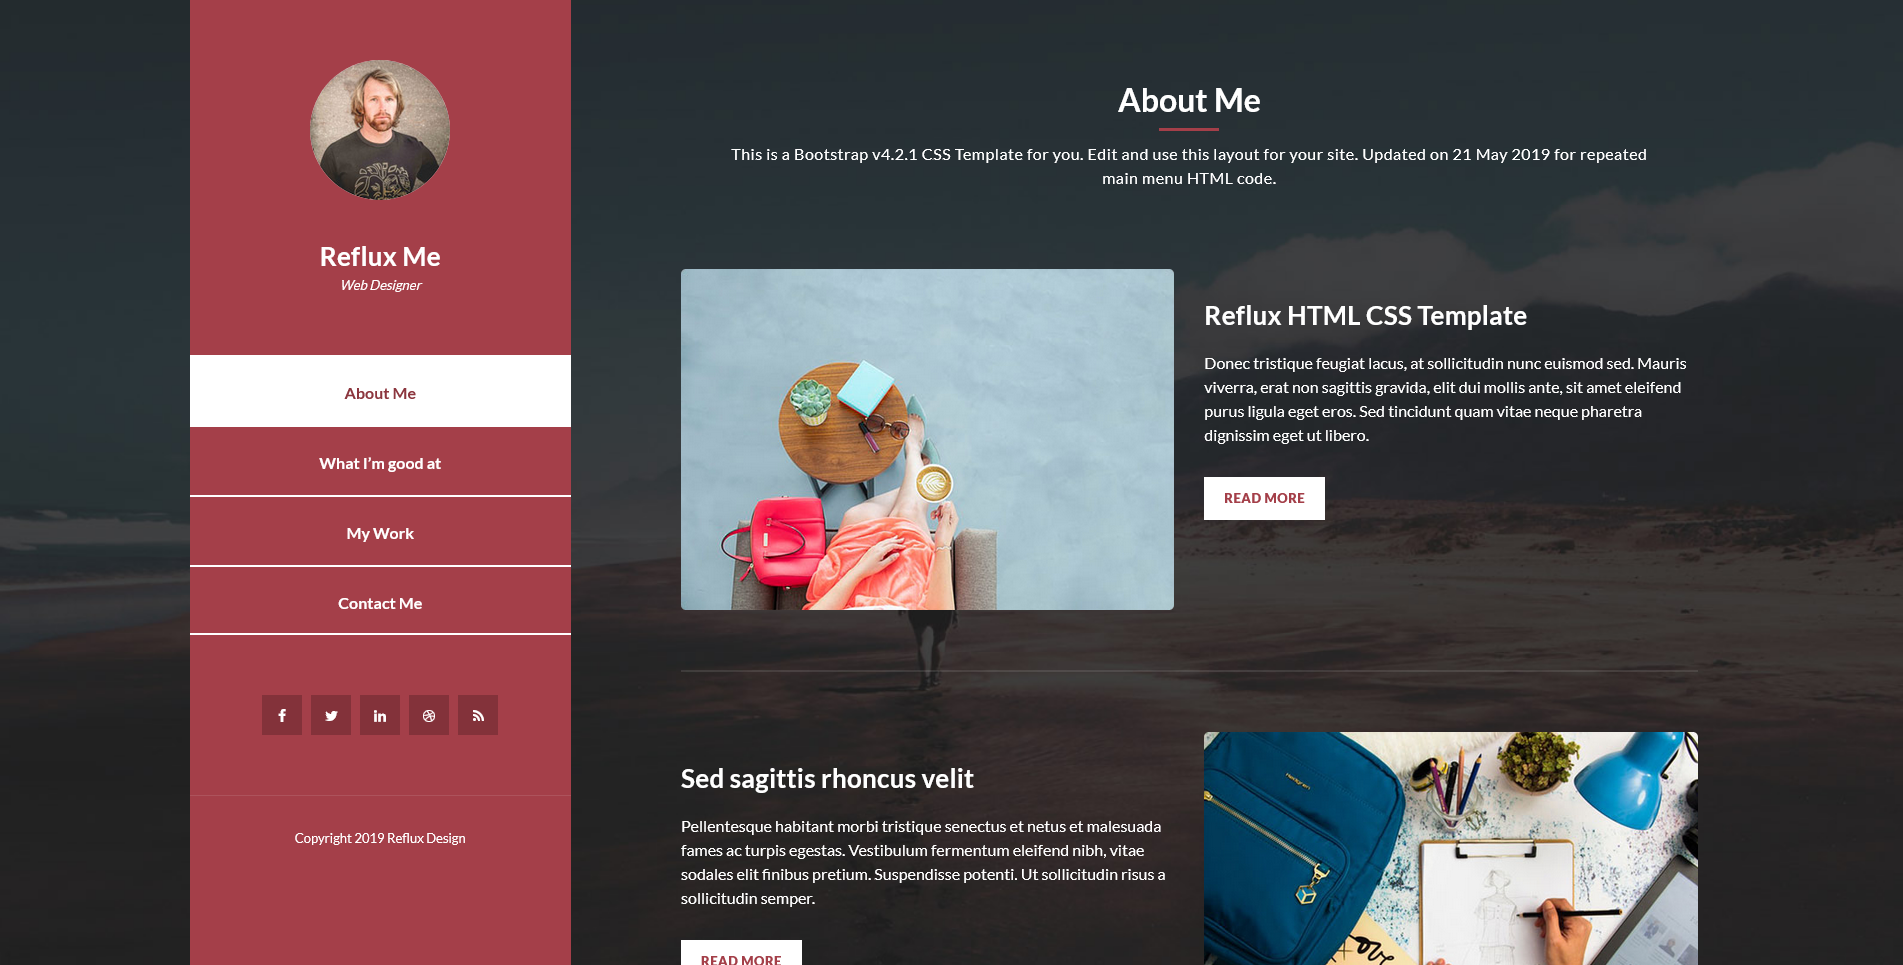 Reflux Me
Web Designer
About Me
What I’m good at
My Work
Contact Me
Copyright 2019 Reflux Design
About Me
This is a Bootstrap v4.2.1 CSS Template for you. Edit and use this layout for your site. Updated on 21 May 2019 for repeated
main menu HTML code.
Reflux HTML CSS Template
Donec tristique feugiat lacus, at sollicitudin nunc euismod sed. Mauris
viverra, erat non sagittis gravida, elit dui mollis ante, sit amet eleifend
purus ligula eget eros. Sed tincidunt quam vitae neque pharetra
dignissim eget ut libero.
READ MORE
Sed sagittis rhoncus velit
Pellentesque habitant morbi tristique senectus et netus et malesuada
fames ac turpis egestas. Vestibulum fermentum eleifend nibh, vitae
sodales elit finibus pretium. Suspendisse potenti. Ut sollicitudin risus a
sollicitudin semper.
READ MORE